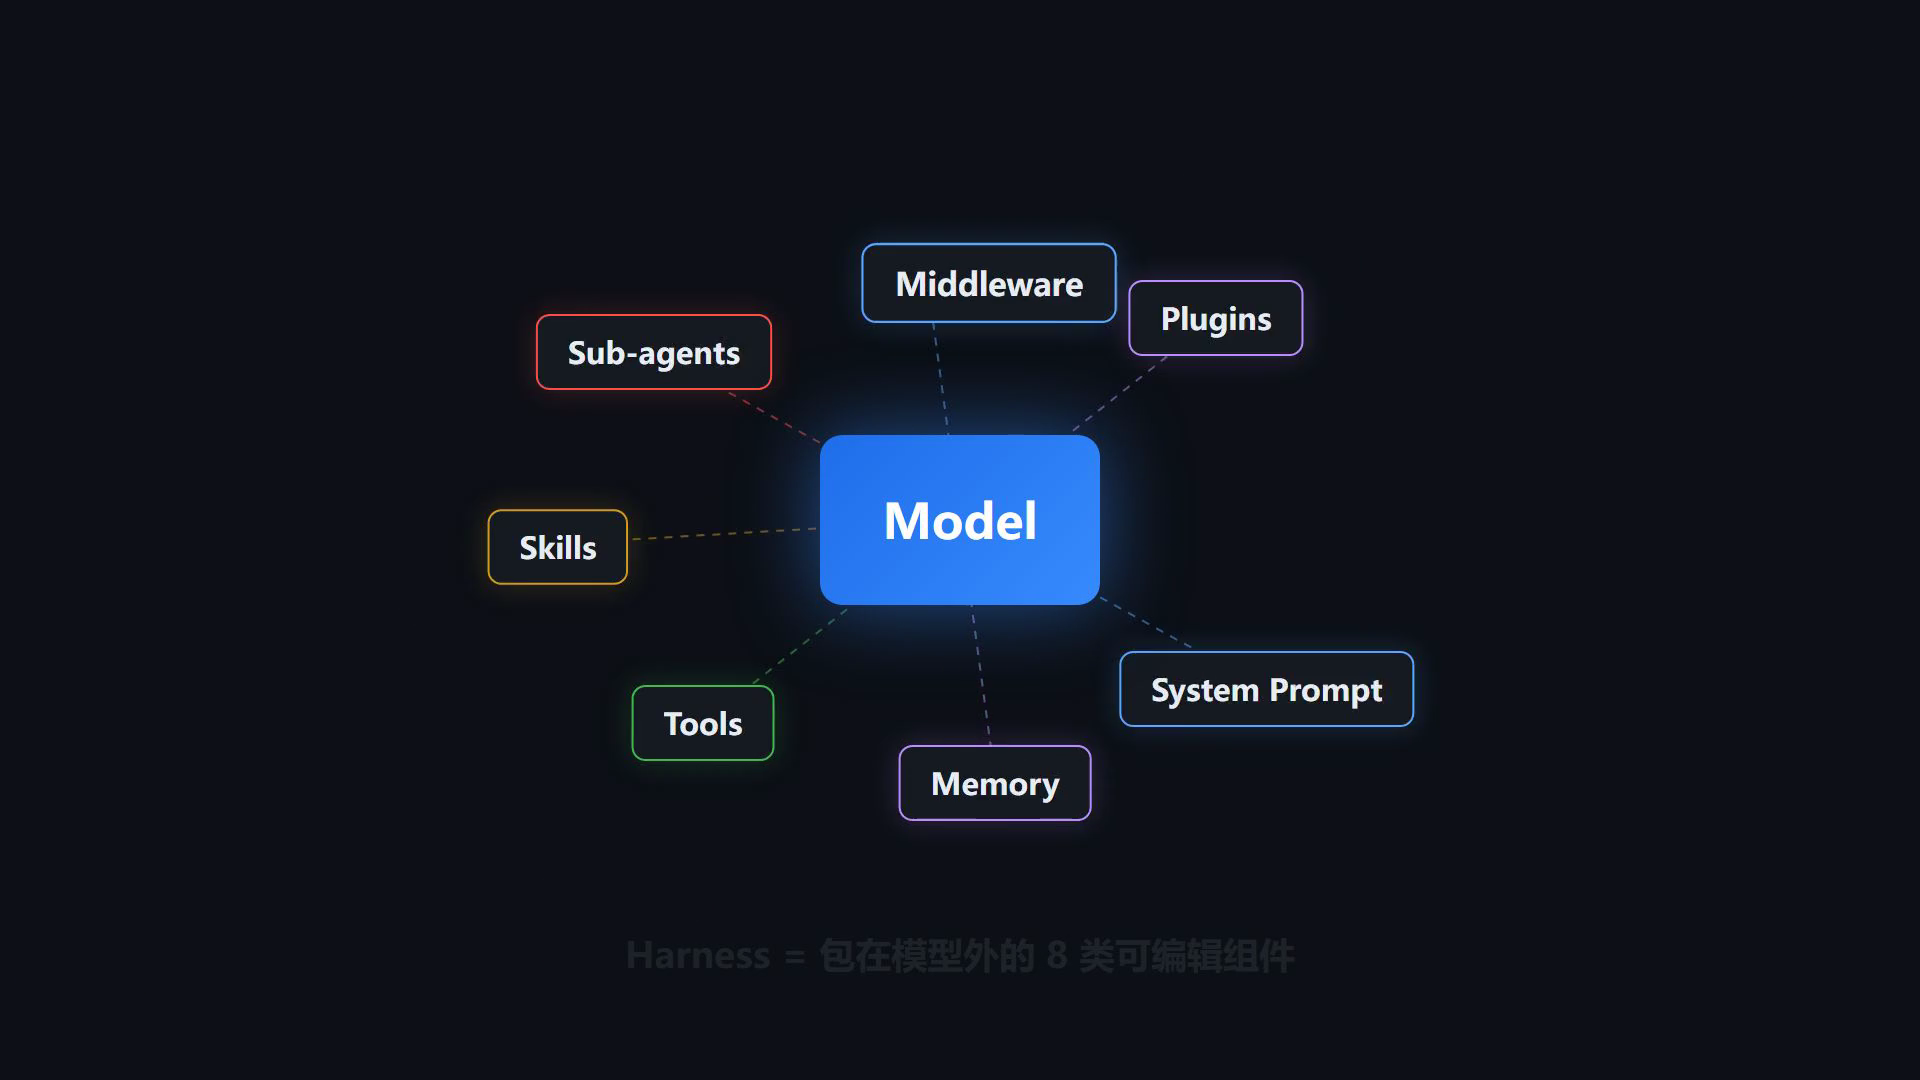 Middleware
Plugins
Sub-agents
Model
Skills
System Prompt
Tools
Memory
Harness = 包在模型外的 8 类可编辑组件